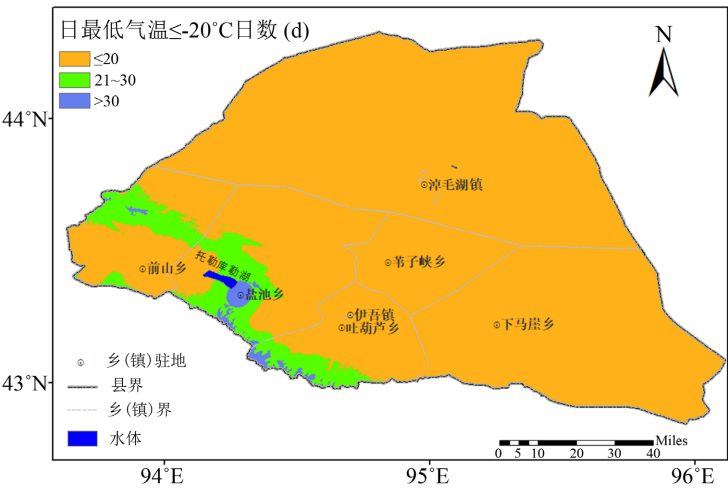 日最低气温≤-20°C日数 (d)
≤20
21~30
>30
N
44°N
43°N
淖毛湖镇
苇子峡乡
托勒库勒湖
前山乡
盐池乡
伊吾镇
吐葫芦乡
下马崖乡
乡(镇)驻地
县界
乡(镇)界
水体
Miles
0 5 10 20 30 40
94°E
95°E
96°E